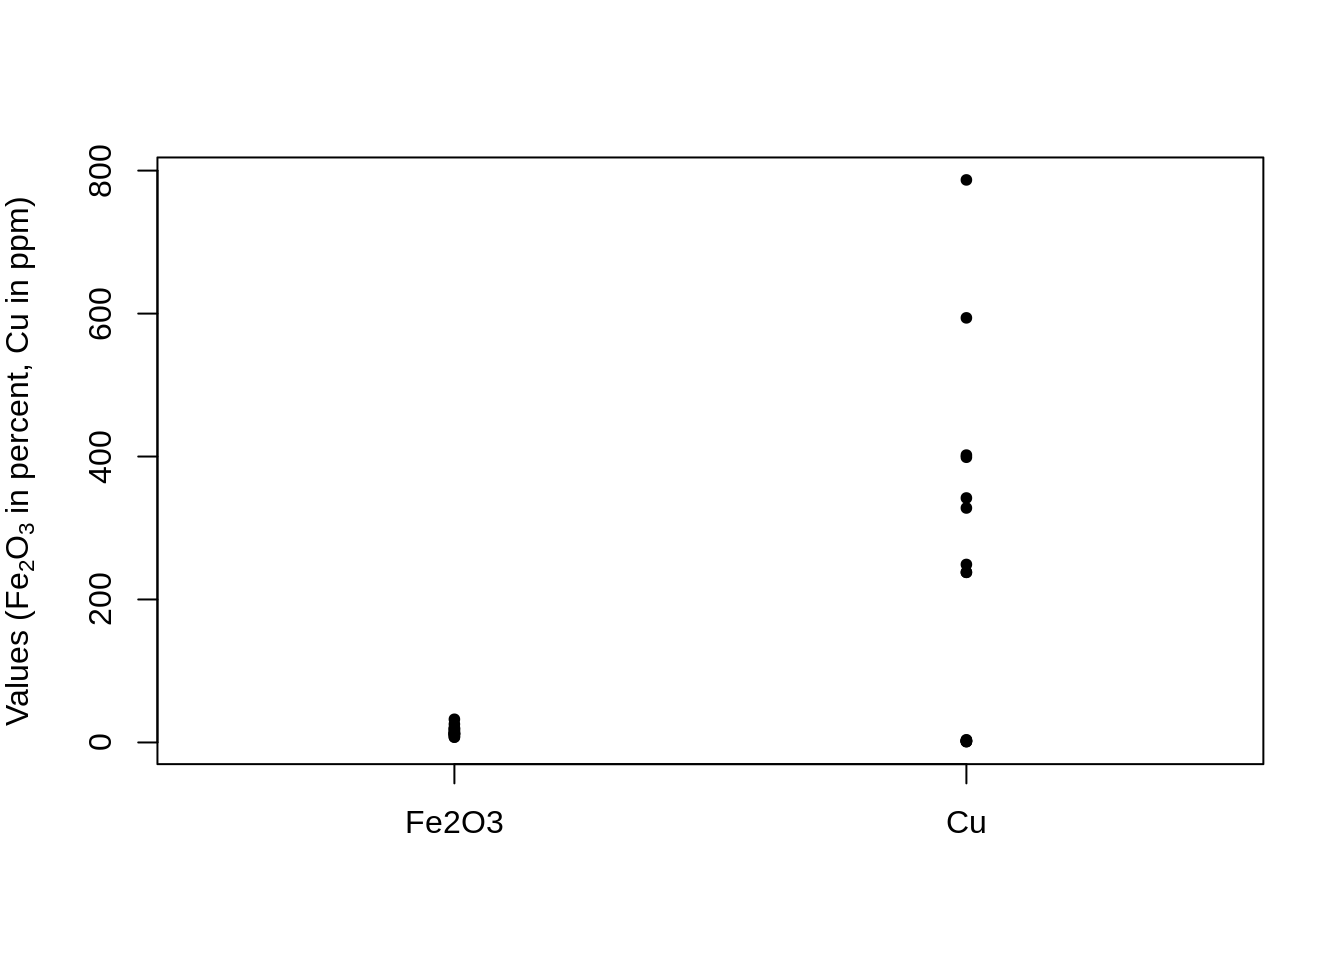 Values (Fe₂O₃ in percent, Cu in ppm)
800
600
400
200
0
Fe2O3 Cu